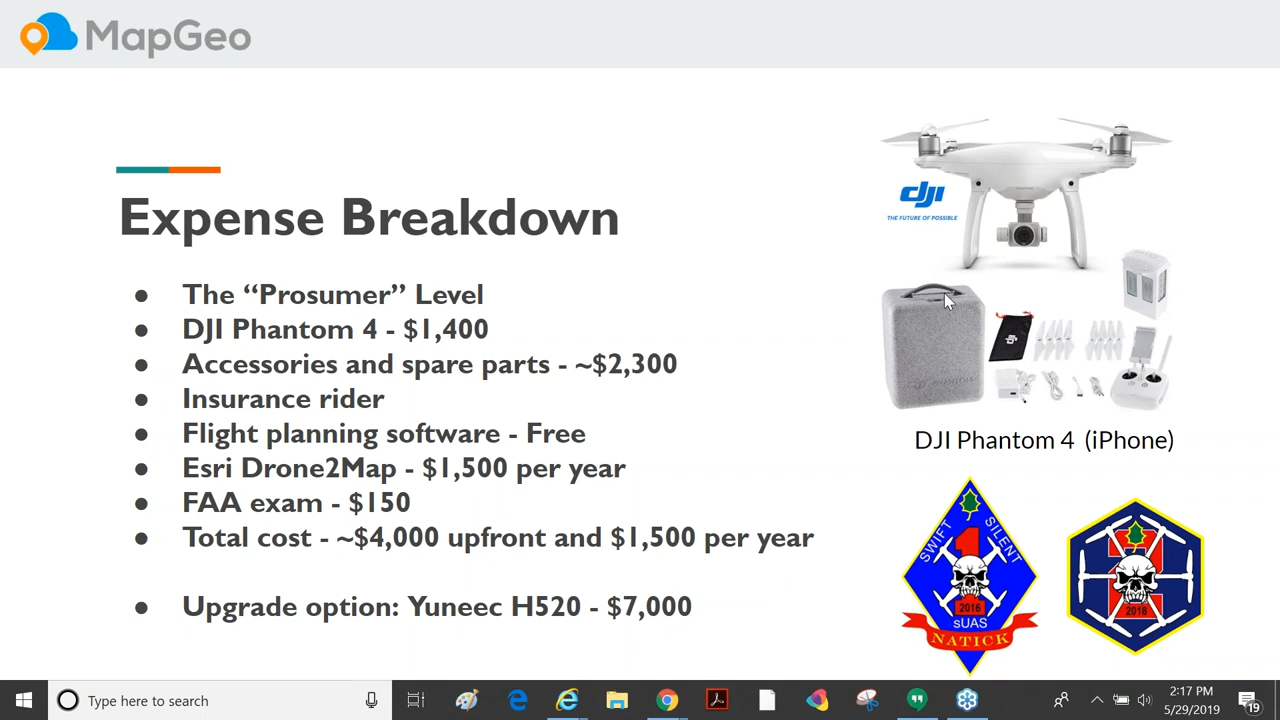 MapGeo
Expense Breakdown
● The “Prosumer” Level
● DJI Phantom 4 - $1,400
● Accessories and spare parts - ~$2,300
● Insurance rider
● Flight planning software - Free
● Esri Drone2Map - $1,500 per year
● FAA exam - $150
● Total cost - ~$4,000 upfront and $1,500 per year
● Upgrade option: Yuneec H520 - $7,000
dji
THE FUTURE OF POSSIBLE
PHANTOM
DJI Phantom 4 (iPhone)
SWIFT SILENT
1
2016
sUAS
NATICK
2018
Type here to search
2:17 PM
5/29/2019
19